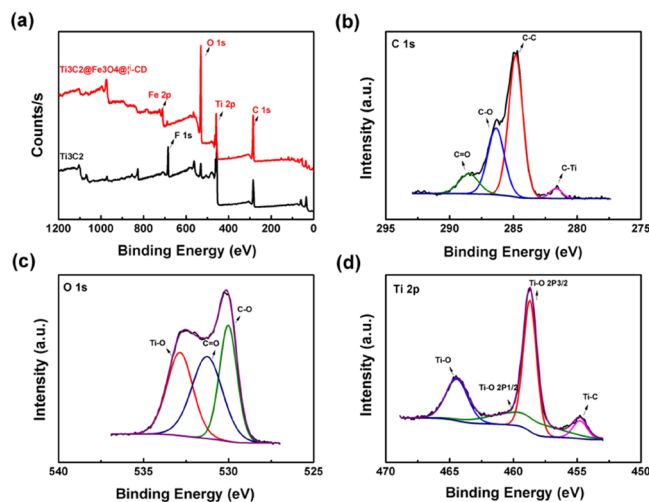 (a)
O 1s
Ti3C2@Fe3O4@
-CD
Fe 2p
Ti 2p
C 1s
F 1s
Ti3C2
Counts/s
1200 1000 800 600 400 200 0
Binding Energy (eV)
(b)
C 1s
C-C
C-O
C=O
C-Ti
Intensity (a.u.)
295 290 285 280 275
Binding Energy (eV)
(c)
O 1s
C-O
Ti-O
C=O
Intensity (a.u.)
540 535 530 525
Binding Energy (eV)
(d)
Ti 2p
Ti-O 2P3/2
Ti-O
Ti-O 2P1/2
Ti-C
Intensity (a.u.)
470 465 460 455 450
Binding Energy (eV)